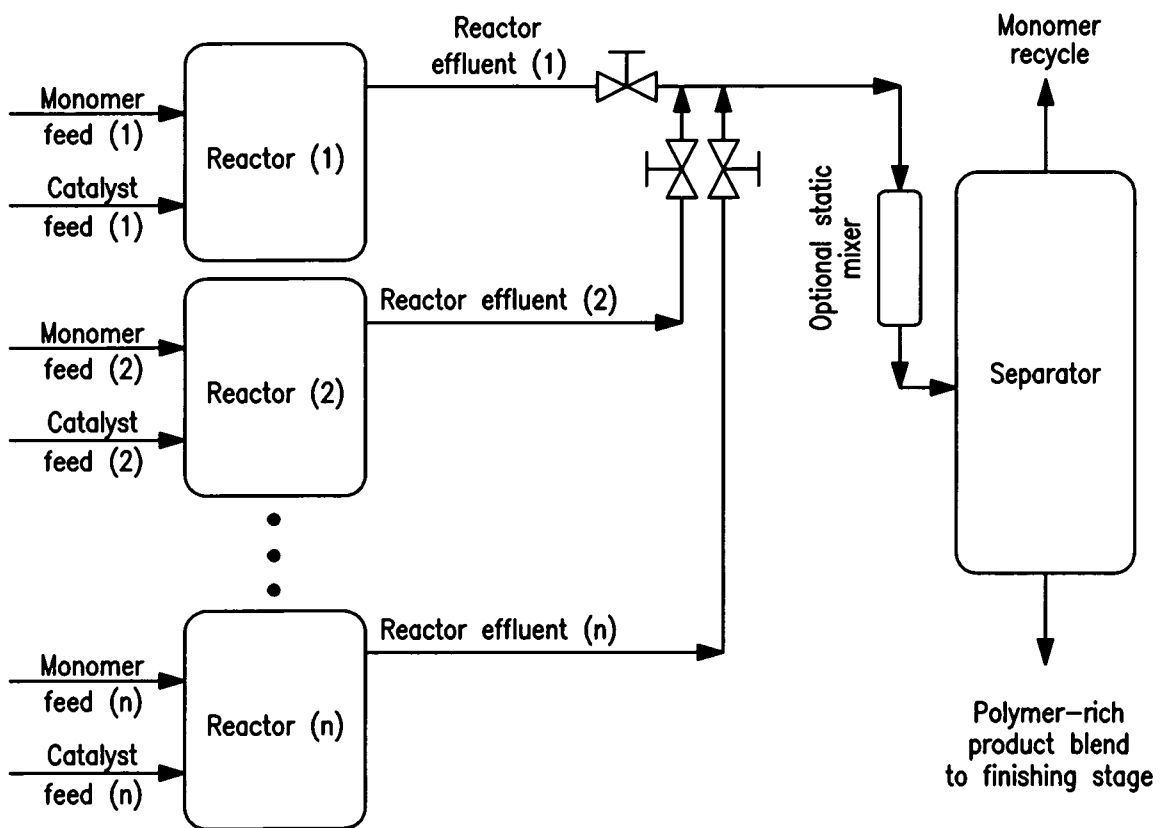 Reactor
effluent (1)
Monomer
recycle
Monomer
feed (1)
Reactor (1)
Catalyst
feed (1)
Optional static
mixer
Reactor effluent (2)
Monomer
feed (2)
Reactor (2)
Catalyst
feed (2)
Separator
Reactor effluent (n)
Monomer
feed (n)
Reactor (n)
Catalyst
feed (n)
Polymer-rich
product blend
to finishing stage